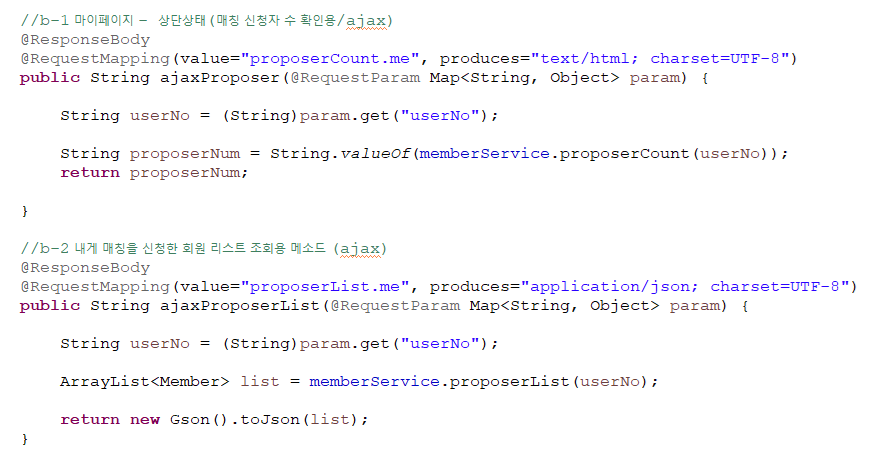 //b-1 마이페이지 - 상단상태(매칭 신청자 수 확인용/ajax)
@ResponseBody
@RequestMapping(value="proposerCount.me", produces="text/html; charset=UTF-8")
public String ajaxProposer(@RequestParam Map<String, Object> param) {
String userNo = (String)param.get("userNo");
String proposerNum = String.valueOf(memberService.proposerCount(userNo));
return proposerNum;
}
//b-2 내게 매칭을 신청한 회원 리스트 조회용 메소드 (ajax)
@ResponseBody
@RequestMapping(value="proposerList.me", produces="application/json; charset=UTF-8")
public String ajaxProposerList(@RequestParam Map<String, Object> param) {
String userNo = (String)param.get("userNo");
ArrayList<Member> list = memberService.proposerList(userNo);
return new Gson().toJson(list);
}